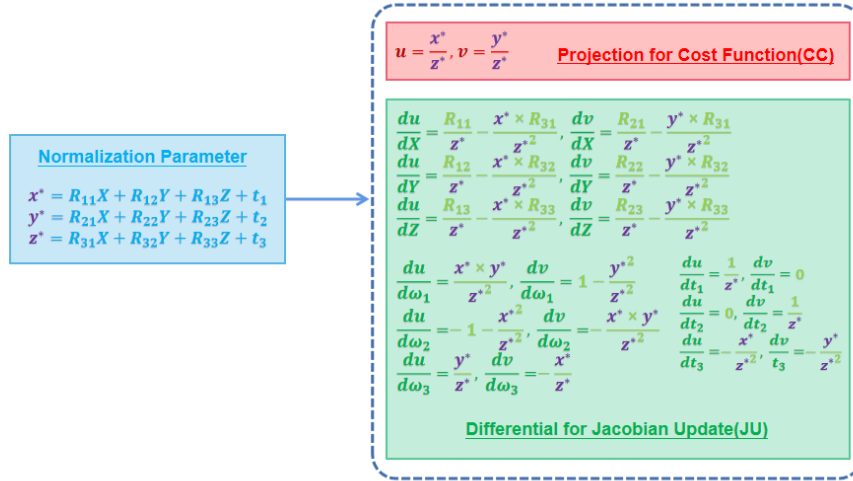 Normalization Parameter
x* = R₁₁X + R₁₂Y + R₁₃Z + t₁
y* = R₂₁X + R₂₂Y + R₂₃Z + t₂
z* = R₃₁X + R₃₂Y + R₃₃Z + t₃
u = x*/z*, v = y*/z*
Projection for Cost Function(CC)
du/dX = R₁₁/z* − x* × R₃₁/z*², dv/dX = R₂₁/z* − y* × R₃₁/z*²
du/dY = R₁₂/z* − x* × R₃₂/z*², dv/dY = R₂₂/z* − y* × R₃₂/z*²
du/dZ = R₁₃/z* − x* × R₃₃/z*², dv/dZ = R₂₃/z* − y* × R₃₃/z*²
du/dω₁ = x* × y*/z*², dv/dω₁ = 1 − y*²/z*²
du/dω₂ = −1 − x*²/z*², dv/dω₂ = − x* × y*/z*²
du/dω₃ = y*/z*, dv/dω₃ = − x*/z*
du/dt₁ = 1/z*, dv/dt₁ = 0
du/dt₂ = 0, dv/dt₂ = 1/z*
du/dt₃ = − x*/z*², dv/t₃ = − y*/z*²
Differential for Jacobian Update(JU)